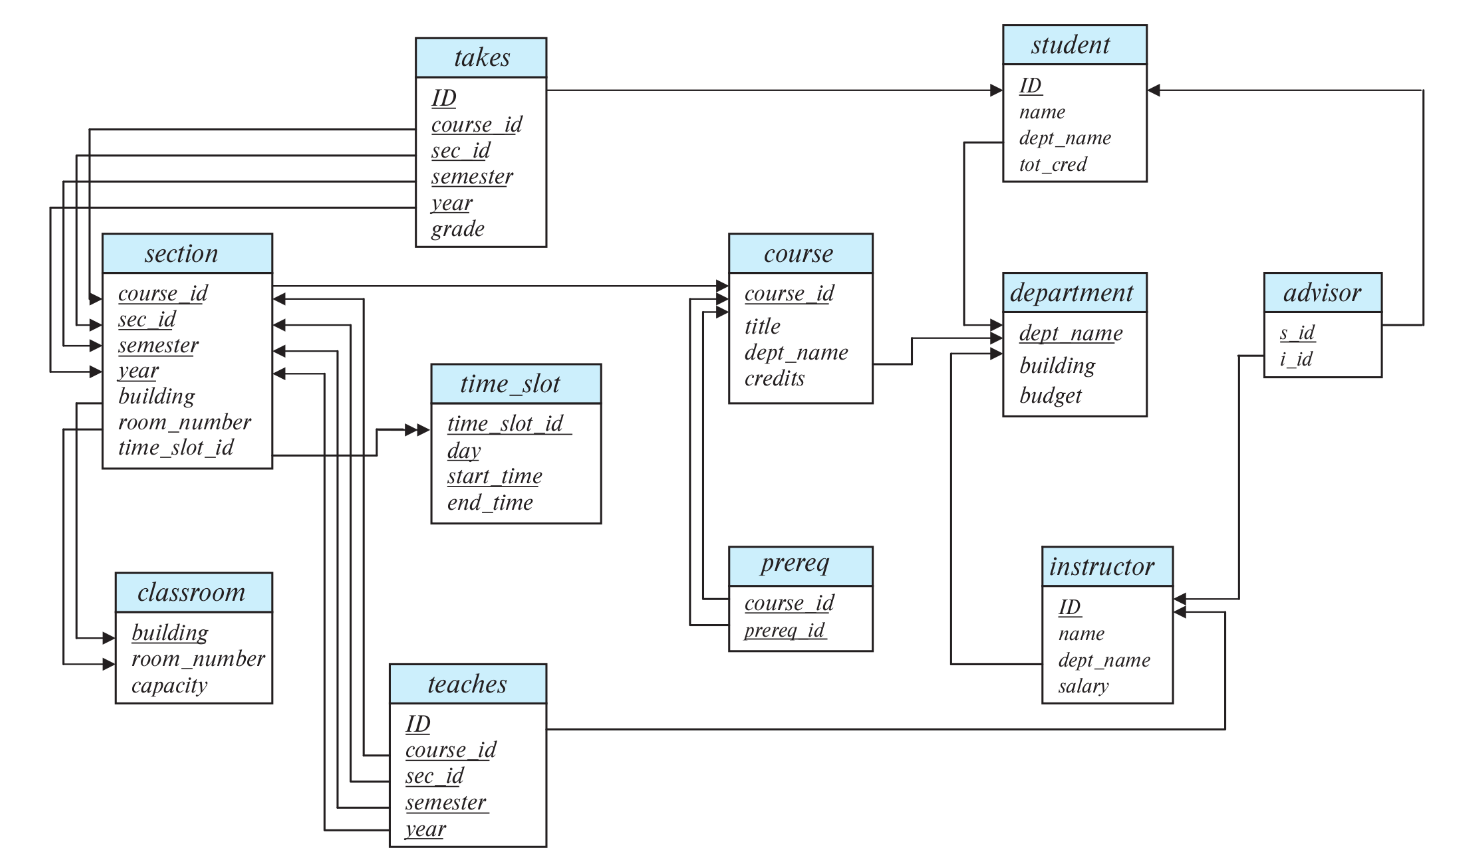 takes
ID
course_id
sec_id
semester
year
grade
student
ID
name
dept_name
tot_cred
section
course_id
sec_id
semester
year
building
room_number
time_slot_id
course
course_id
title
dept_name
credits
department
dept_name
building
budget
advisor
s_id
i_id
time_slot
time_slot_id
day
start_time
end_time
prereq
course_id
prereq_id
instructor
ID
name
dept_name
salary
classroom
building
room_number
capacity
teaches
ID
course_id
sec_id
semester
year